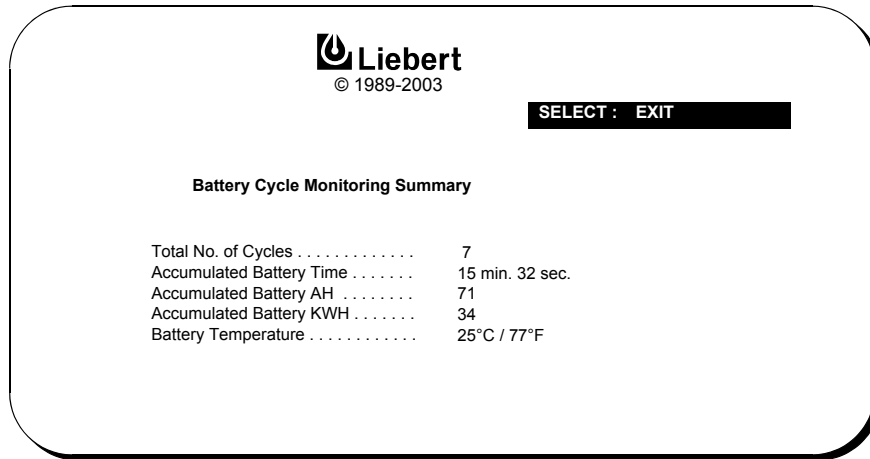 Liebert
© 1989-2003
SELECT : EXIT
Battery Cycle Monitoring Summary
Total No. of Cycles . . . . . . . . . . . . . 7
Accumulated Battery Time . . . . . . . 15 min. 32 sec.
Accumulated Battery AH . . . . . . . . 71
Accumulated Battery KWH . . . . . . . 34
Battery Temperature . . . . . . . . . . . . 25°C / 77°F